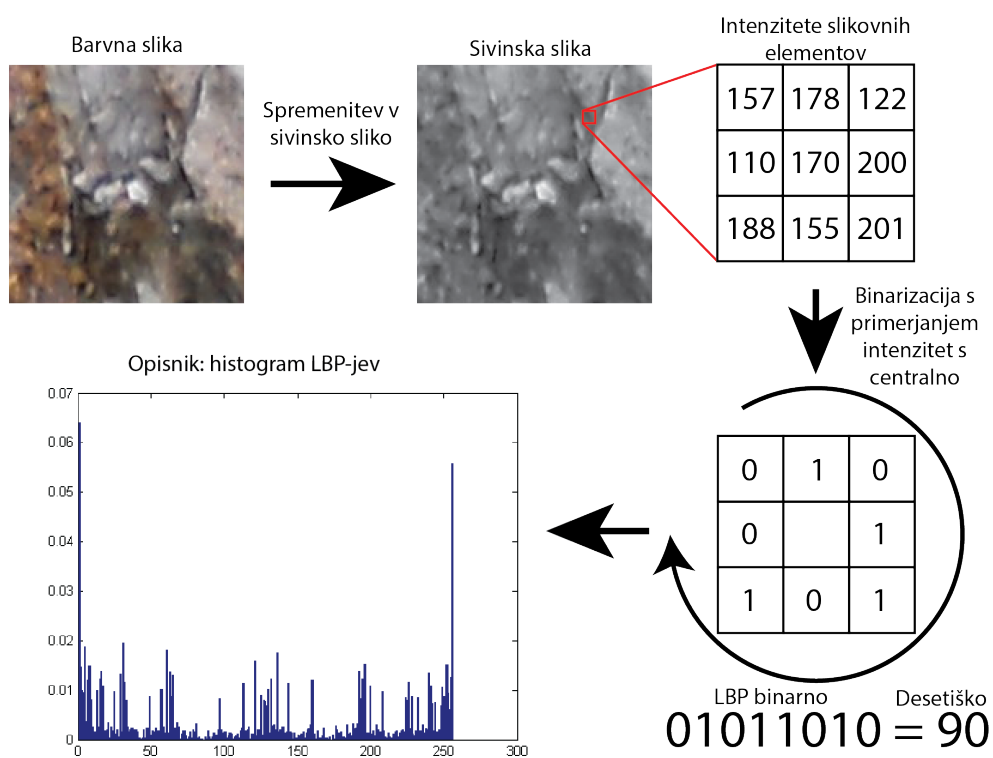 Barvna slika
Spremenitev v
sivinsko sliko
Sivinska slika
Intenzitete slikovnih
elementov
157 178 122
110 170 200
188 155 201
Binarizacija s
primerjanjem
intenzitet s
centralno
0 1 0
0 1
1 0 1
LBP binarno
Desetiško
01011010 = 90
Opisnik: histogram LBP-jev
0.07
0.06
0.05
0.04
0.03
0.02
0.01
0
0 50 100 150 200 250 300